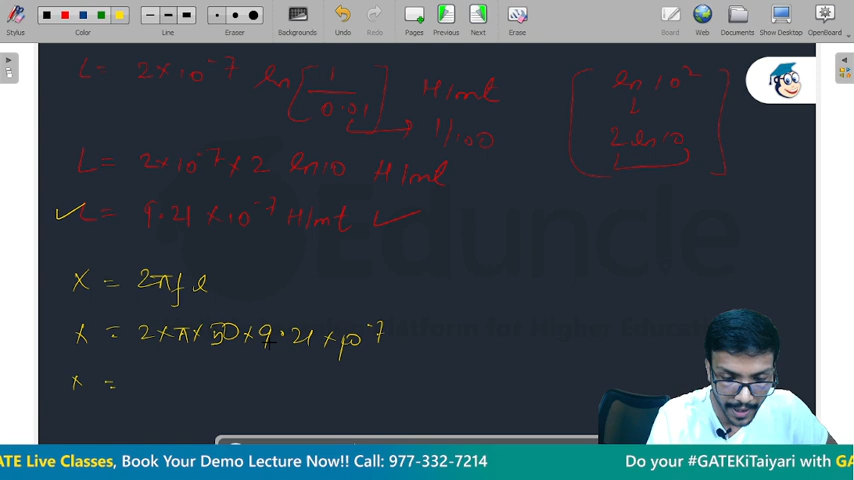 Stylus Color Line Eraser Backgrounds Undo Redo Pages Previous Next Erase Board Web Documents Show Desktop OpenBoard
L = 2×10⁻⁷ ln[1/0.01] H/mt
1/100
[ln 10²
↓
2 ln 10]
L = 2×10⁻⁷×2 ln10 H/mt
✓ L = 9.21×10⁻⁷ H/mt ✓
Eduncle
X = 2πfl
X = 2×π×50×9.21×10⁻⁷
X =
ATE Live Classes, Book Your Demo Lecture Now!! Call: 977-332-7214 Do your #GATEKiTaiyari with GA